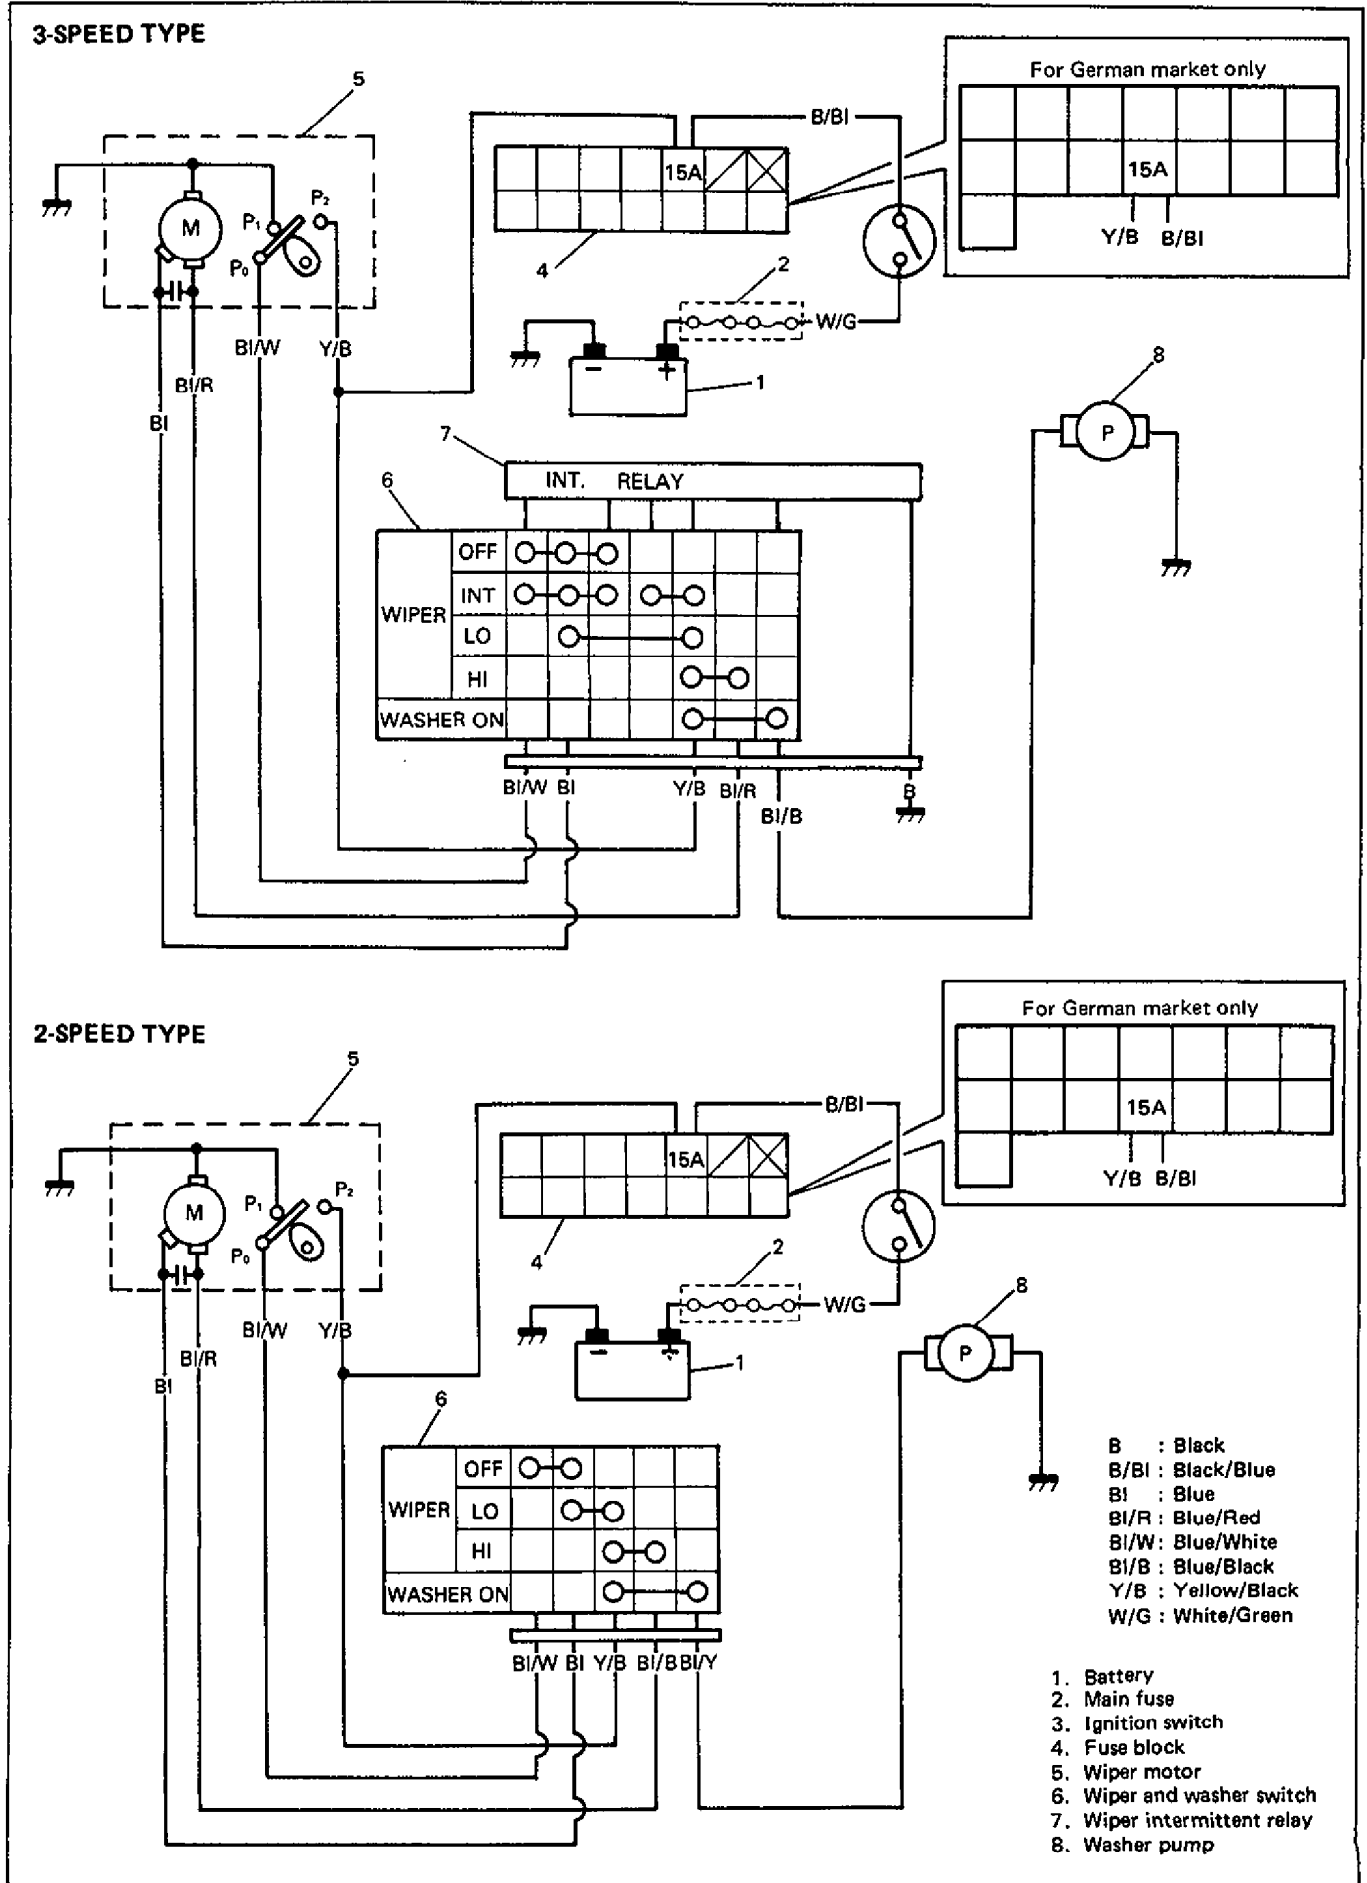 3-SPEED TYPE
5
For German market only
B/Bl
15A
15A
Y/B B/Bl
P1
P2
M
P0
4
2
W/G
Bl/W
Y/B
Bl/R
Bl
− +
1
8
P
7
INT. RELAY
6
WIPER
OFF
INT
LO
HI
WASHER ON
Bl/W Bl Y/B Bl/R B
Bl/B
2-SPEED TYPE
5
For German market only
B/Bl
15A
15A
Y/B B/Bl
P1
P2
M
P0
4
2
W/G
8
Bl/W
Y/B
Bl/R
Bl
− +
1
P
6
WIPER
OFF
LO
HI
WASHER ON
Bl/W Bl Y/B Bl/B Bl/Y
B : Black
B/Bl : Black/Blue
Bl : Blue
Bl/R : Blue/Red
Bl/W : Blue/White
Bl/B : Blue/Black
Y/B : Yellow/Black
W/G : White/Green
1. Battery
2. Main fuse
3. Ignition switch
4. Fuse block
5. Wiper motor
6. Wiper and washer switch
7. Wiper intermittent relay
8. Washer pump